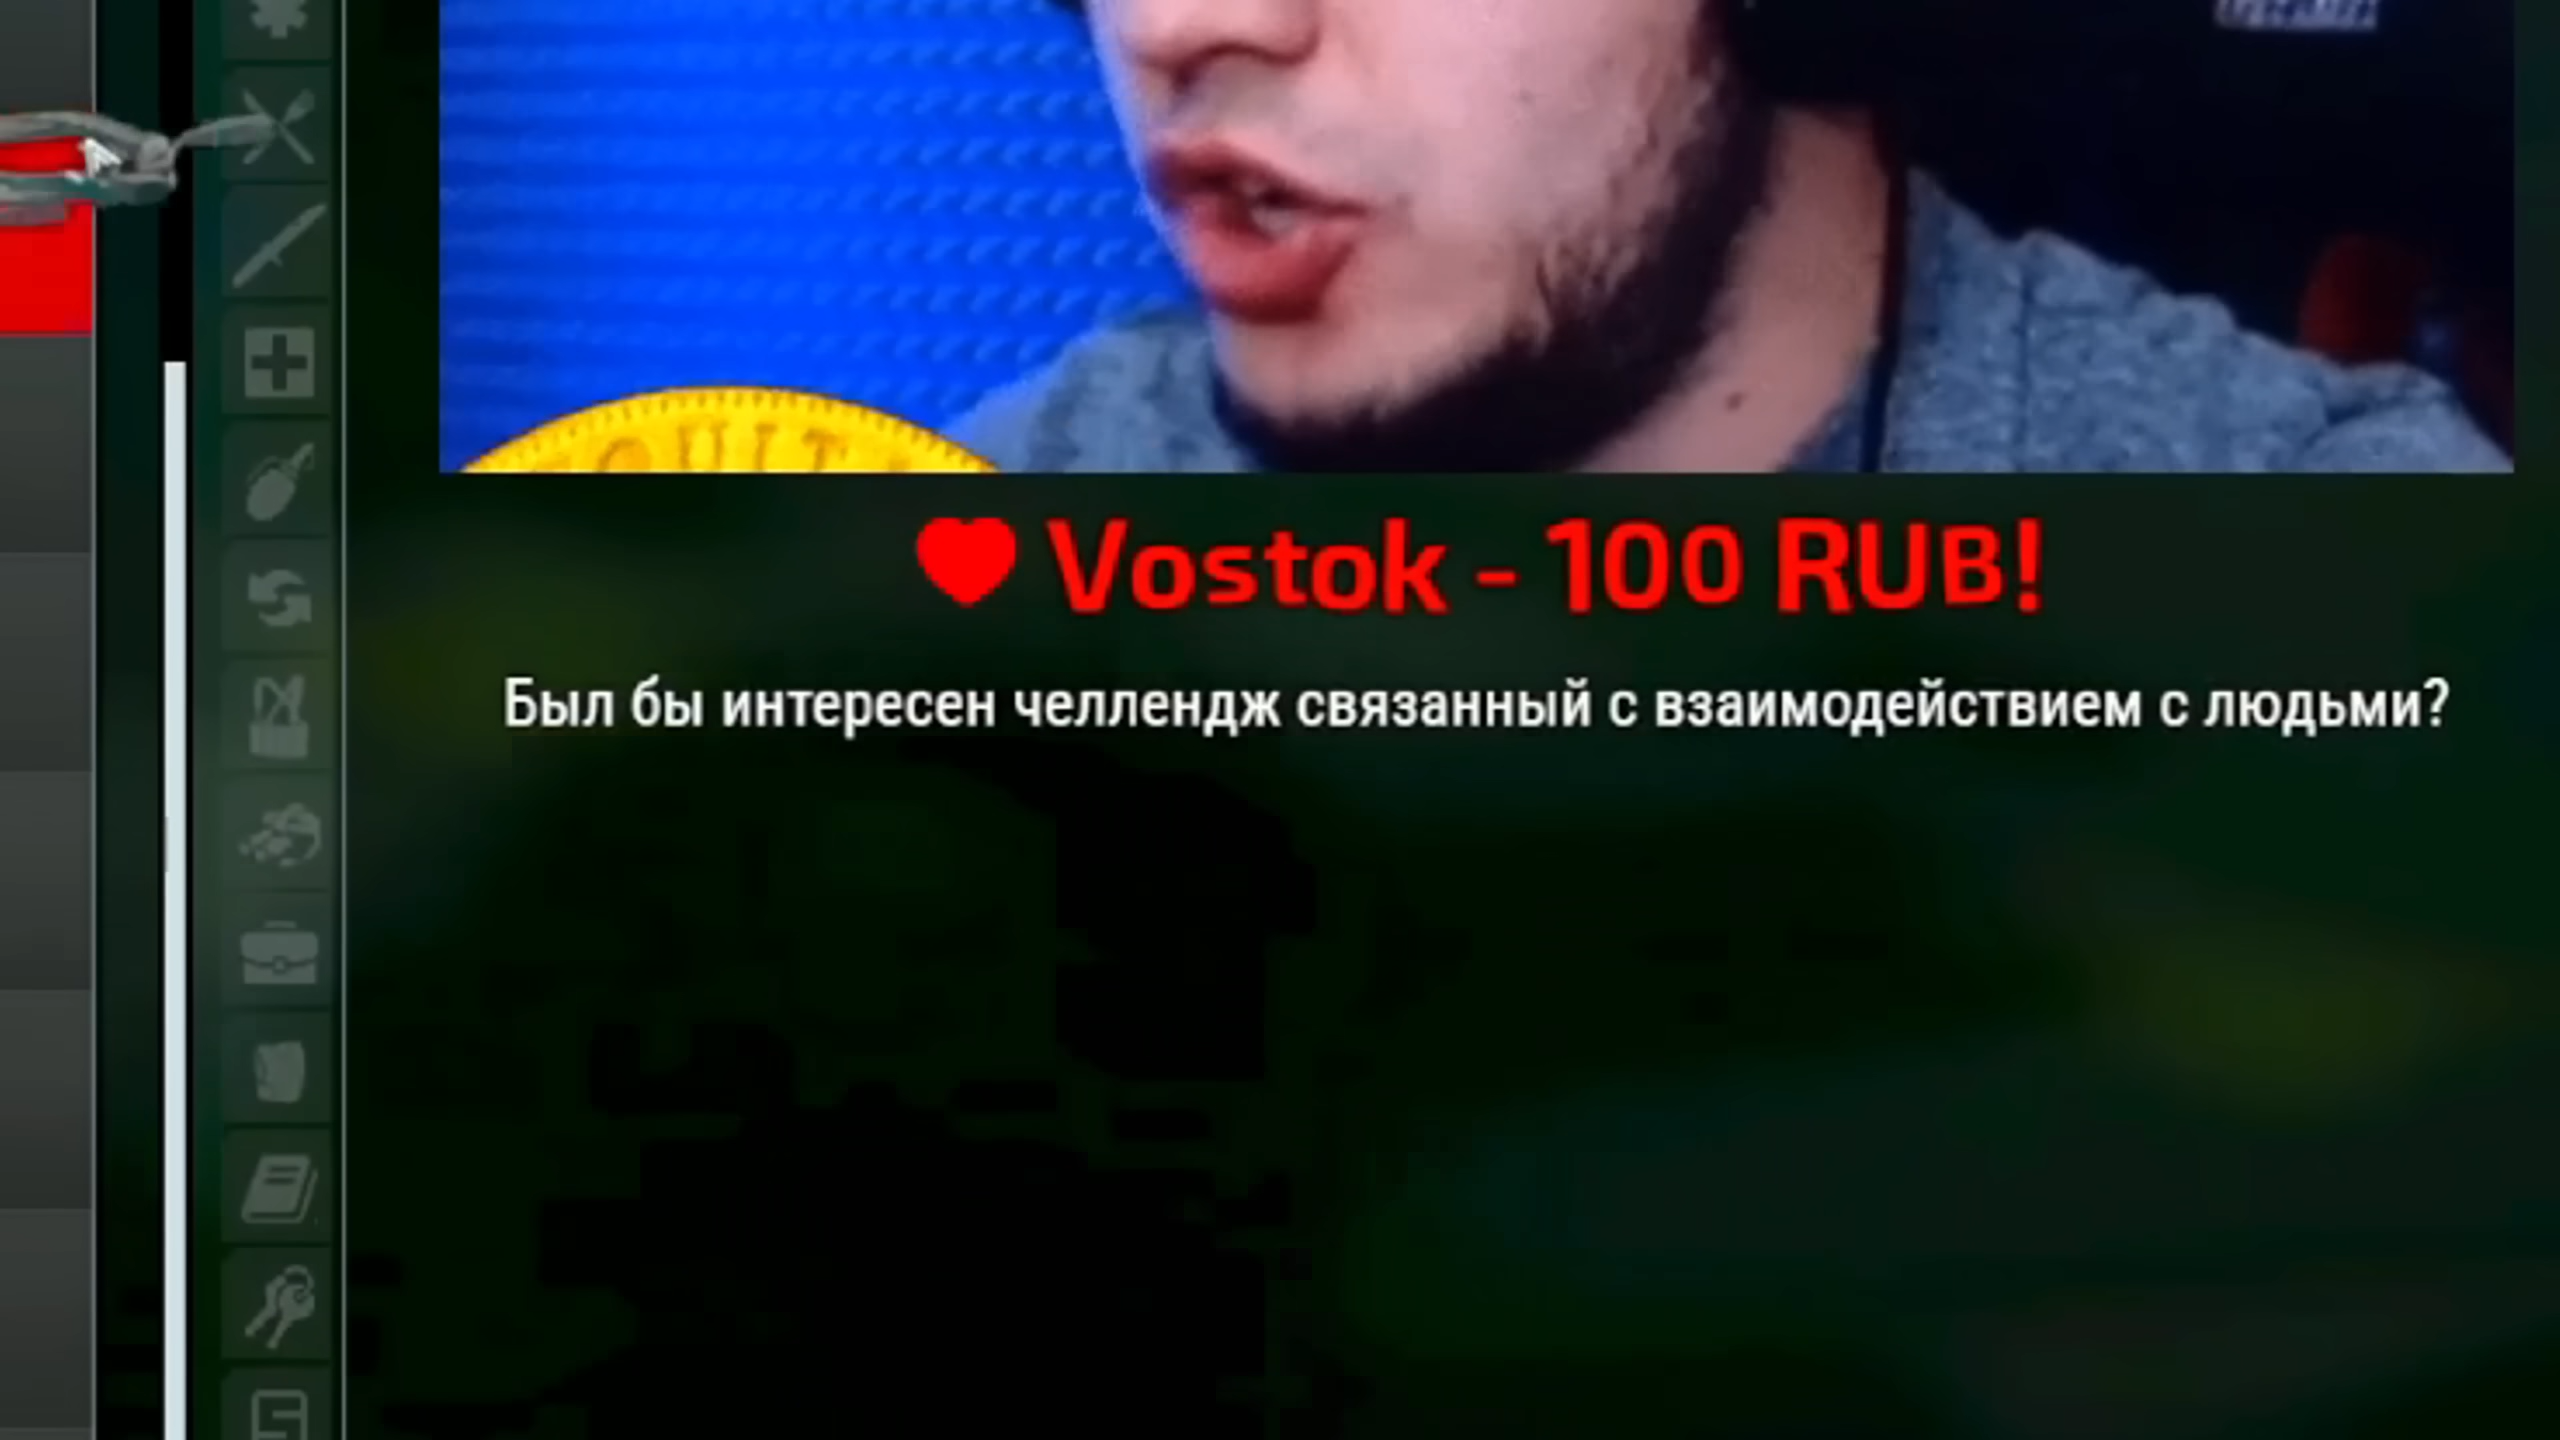 Vostok - 100 RUB!
Был бы интересен челлендж связанный с взаимодействием с людьми?